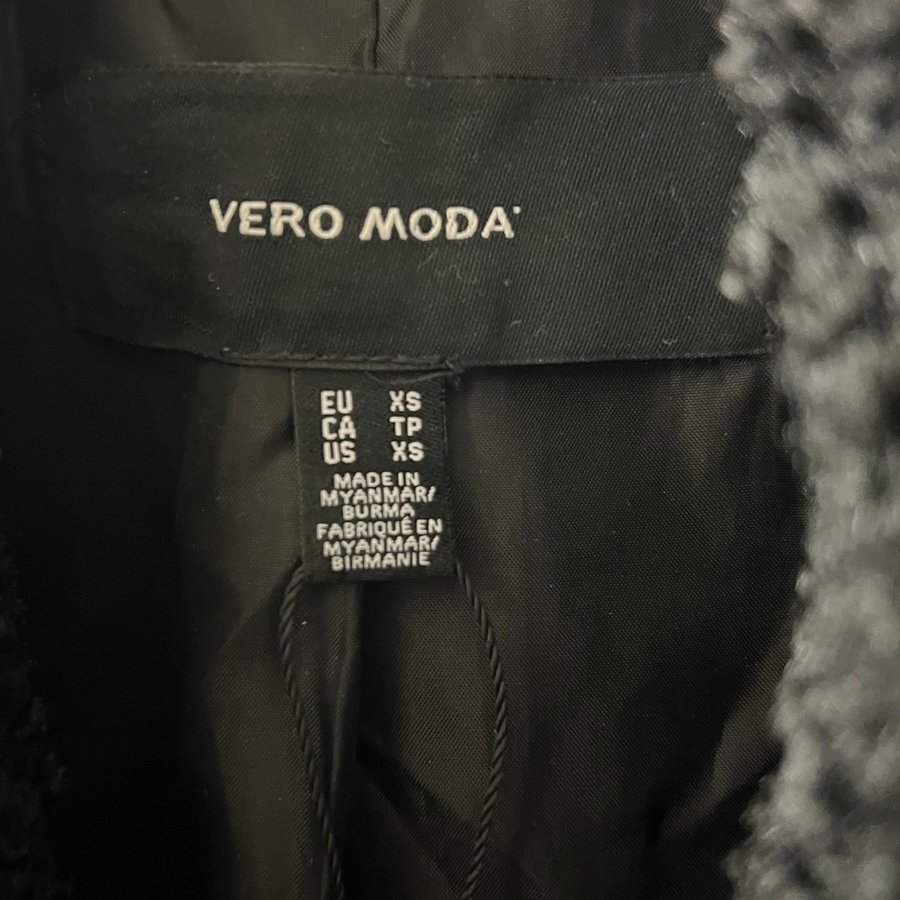 VERO MODA
EU XS
CA TP
US XS
MADE IN
MYANMAR/
BURMA
FABRIQUÉ EN
MYANMAR/
BIRMANIE